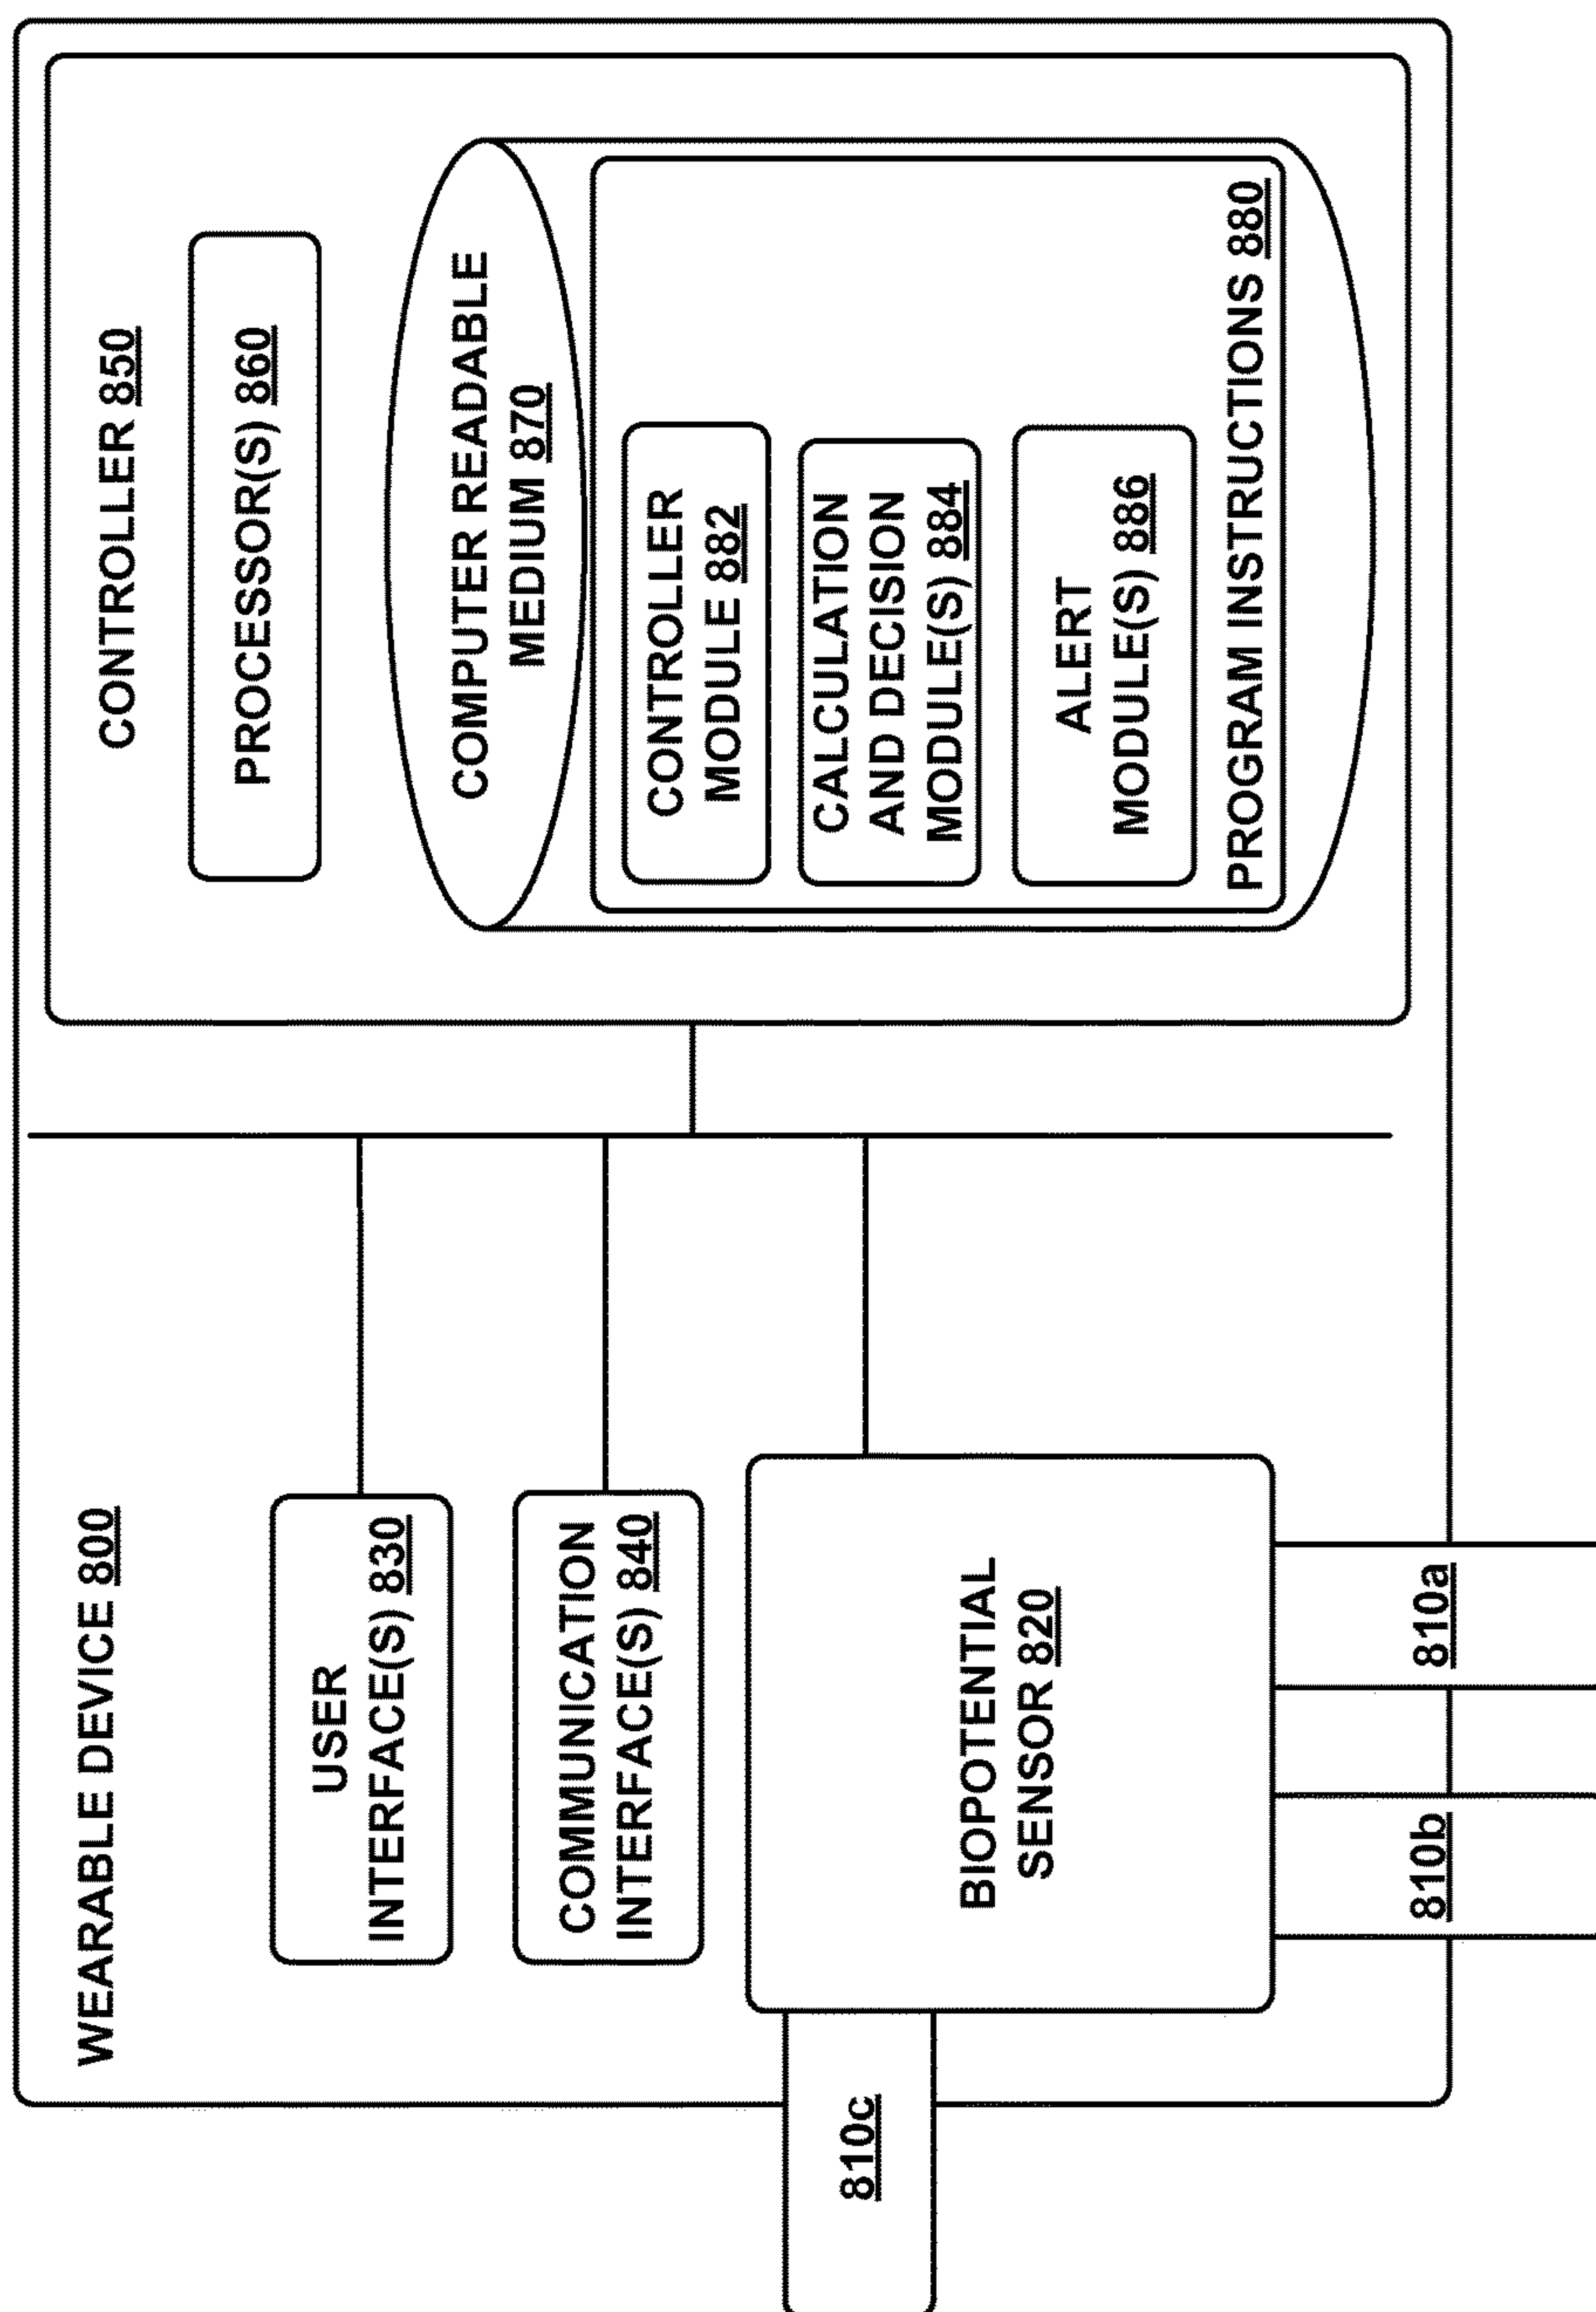 WEARABLE DEVICE 800
USER
INTERFACE(S) 830
COMMUNICATION
INTERFACE(S) 840
BIOPOTENTIAL
SENSOR 820
810c
810b
810a
CONTROLLER 850
PROCESSOR(S) 860
COMPUTER READABLE
MEDIUM 870
CONTROLLER
MODULE 882
CALCULATION
AND DECISION
MODULE(S) 884
ALERT
MODULE(S) 886
PROGRAM INSTRUCTIONS 880